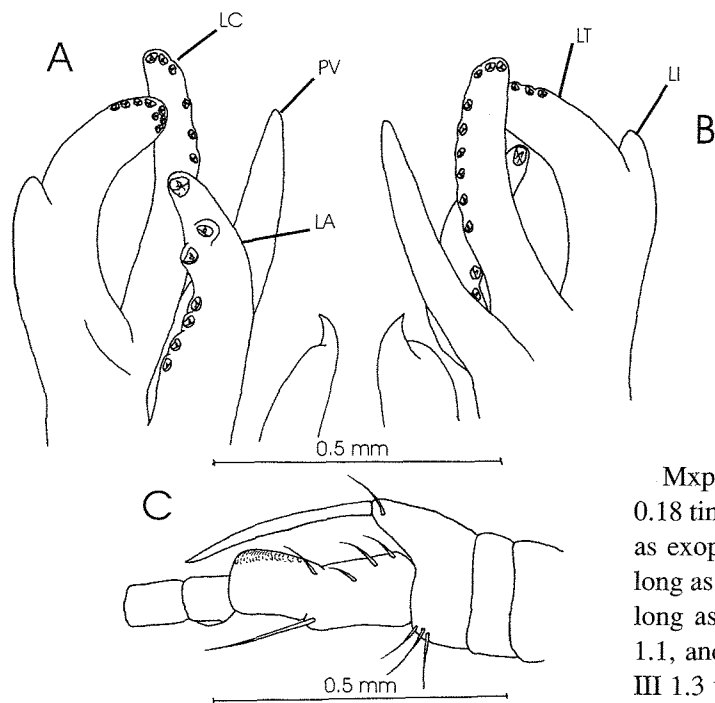 A
LC
PV
LT
LI
B
LA
0.5 mm
C
0.5 mm
Mxp
0.18
as exop
long as
long as
1.1, and
III 1.3